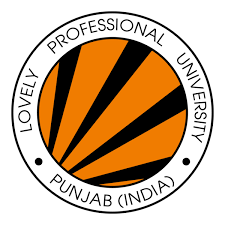 LOVELY PROFESSIONAL UNIVERSITY
PUNJAB (INDIA)